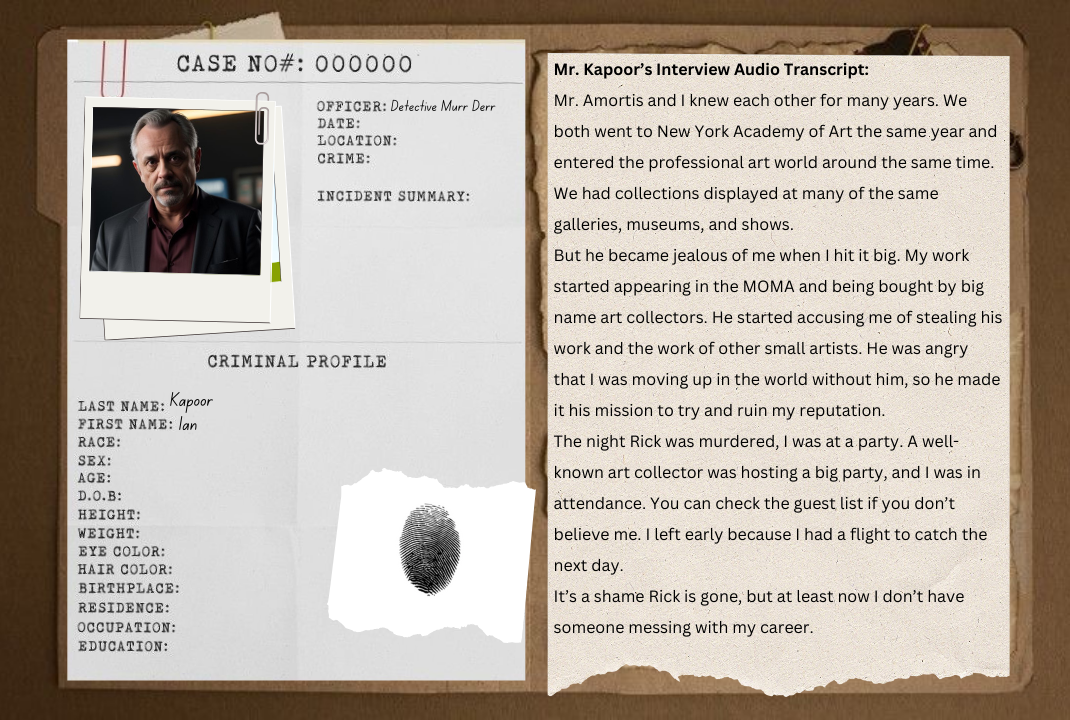 CASE NO#: 000000
OFFICER: Detective Murr Derr
DATE:
LOCATION:
CRIME:
INCIDENT SUMMARY:
CRIMINAL PROFILE
LAST NAME: Kapoor
FIRST NAME: Ian
RACE:
SEX:
AGE:
D.O.B:
HEIGHT:
WEIGHT:
EYE COLOR:
HAIR COLOR:
BIRTHPLACE:
RESIDENCE:
OCCUPATION:
EDUCATION:
Mr. Kapoor’s Interview Audio Transcript:
Mr. Amortis and I knew each other for many years. We
both went to New York Academy of Art the same year and
entered the professional art world around the same time.
We had collections displayed at many of the same
galleries, museums, and shows.
But he became jealous of me when I hit it big. My work
started appearing in the MOMA and being bought by big
name art collectors. He started accusing me of stealing his
work and the work of other small artists. He was angry
that I was moving up in the world without him, so he made
it his mission to try and ruin my reputation.
The night Rick was murdered, I was at a party. A well-
known art collector was hosting a big party, and I was in
attendance. You can check the guest list if you don’t
believe me. I left early because I had a flight to catch the
next day.
It’s a shame Rick is gone, but at least now I don’t have
someone messing with my career.